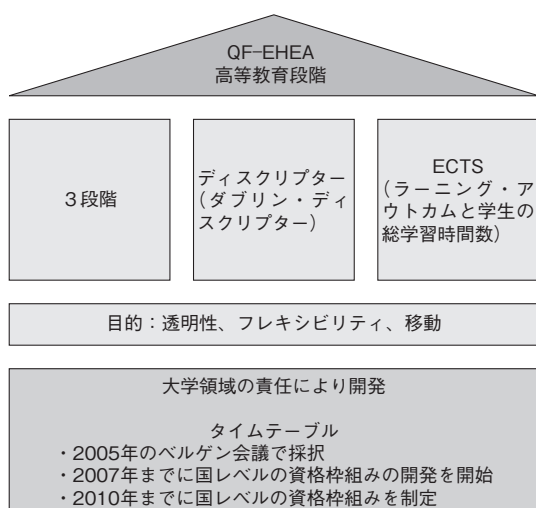 QF-EHEA
高等教育段階
3段階
ディスクリプター
(ダブリン・ディ
スクリプター)
ECTS
(ラーニング・ア
ウトカムと学生の
総学習時間数)
目的:透明性、フレキシビリティ、移動
大学領域の責任により開発
タイムテーブル
・2005年のベルゲン会議で採択
・2007年までに国レベルの資格枠組みの開発を開始
・2010年までに国レベルの資格枠組みを制定